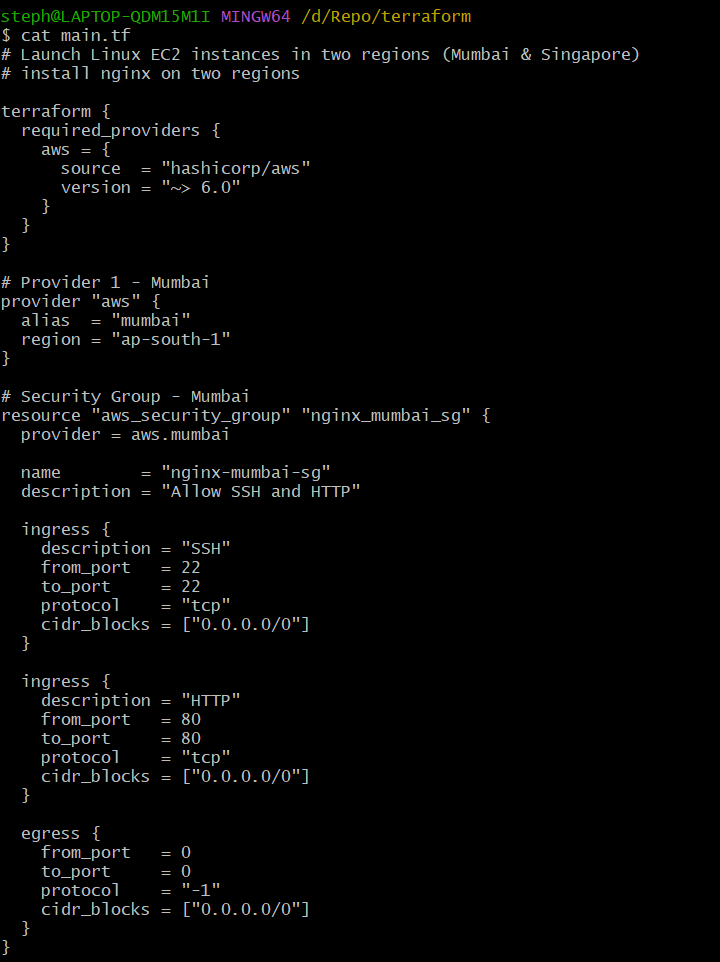 steph@LAPTOP-QDM15M1I MINGW64 /d/Repo/terraform
$ cat main.tf
# Launch Linux EC2 instances in two regions (Mumbai & Singapore)
# install nginx on two regions

terraform {
  required_providers {
    aws = {
      source  = "hashicorp/aws"
      version = "~> 6.0"
    }
  }
}

# Provider 1 - Mumbai
provider "aws" {
  alias  = "mumbai"
  region = "ap-south-1"
}

# Security Group - Mumbai
resource "aws_security_group" "nginx_mumbai_sg" {
  provider = aws.mumbai

  name        = "nginx-mumbai-sg"
  description = "Allow SSH and HTTP"

  ingress {
    description = "SSH"
    from_port   = 22
    to_port     = 22
    protocol    = "tcp"
    cidr_blocks = ["0.0.0.0/0"]
  }

  ingress {
    description = "HTTP"
    from_port   = 80
    to_port     = 80
    protocol    = "tcp"
    cidr_blocks = ["0.0.0.0/0"]
  }

  egress {
    from_port   = 0
    to_port     = 0
    protocol    = "-1"
    cidr_blocks = ["0.0.0.0/0"]
  }
}